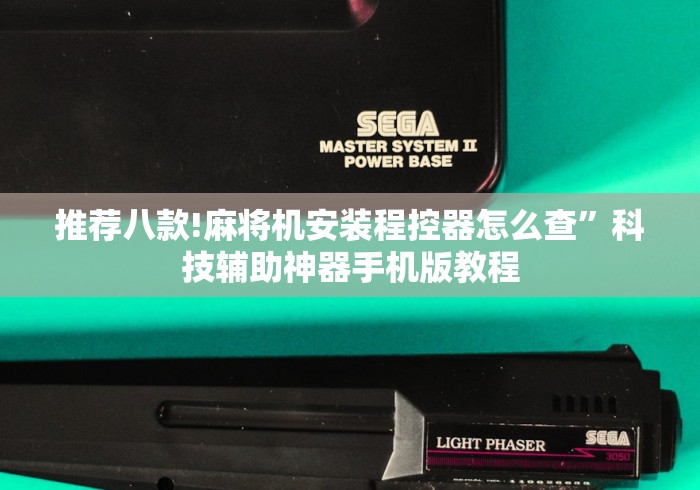 SEGA
MASTER SYSTEM II
POWER BASE
推荐八款!麻将机安装程控器怎么查”科
技辅助神器手机版教程
LIGHT PHASER
SEGA
3050